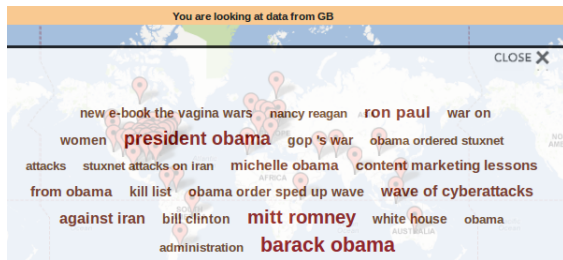 You are looking at data from GB
CLOSE X
new e-book the vagina wars nancy reagan ron paul war on
women president obama gop 's war obama ordered stuxnet
attacks stuxnet attacks on iran michelle obama content marketing lessons
from obama kill list obama order sped up wave wave of cyberattacks
against iran bill clinton mitt romney white house obama
administration barack obama
AFRICA
AUSTRALIA